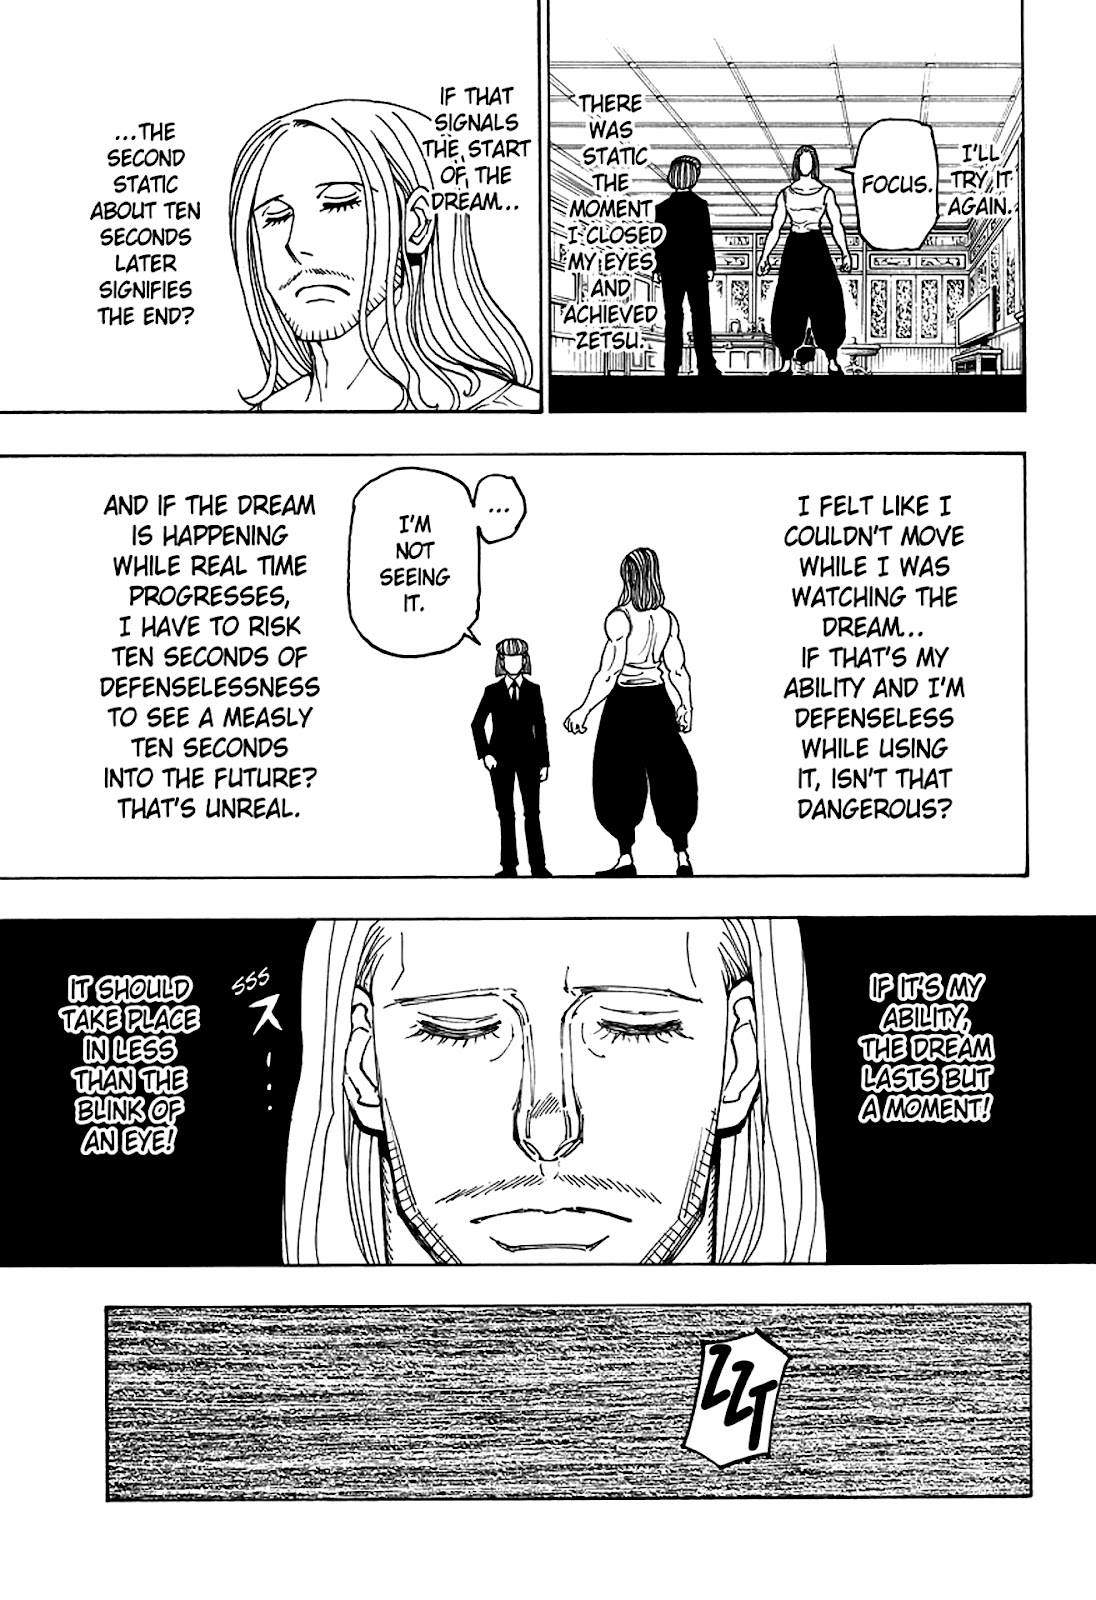 I'LL
TRY IT
AGAIN.
FOCUS.
THERE
WAS
STATIC
THE
MOMENT
I CLOSED
MY EYES
AND
ACHIEVED
ZETSU.
IF THAT
SIGNALS
THE START
OF THE
DREAM...
...THE
SECOND
STATIC
ABOUT TEN
SECONDS
LATER
SIGNIFIES
THE END?
I FELT LIKE I
COULDN'T MOVE
WHILE I WAS
WATCHING THE
DREAM...
IF THAT'S MY
ABILITY AND I'M
DEFENSELESS
WHILE USING
IT, ISN'T THAT
DANGEROUS?
...
I'M
NOT
SEEING
IT.
AND IF THE DREAM
IS HAPPENING
WHILE REAL TIME
PROGRESSES,
I HAVE TO RISK
TEN SECONDS OF
DEFENSELESSNESS
TO SEE A MEASLY
TEN SECONDS
INTO THE FUTURE?
THAT'S UNREAL.
IF IT'S MY
ABILITY,
THE DREAM
LASTS BUT
A MOMENT!
SSS
ス...
IT SHOULD
TAKE PLACE
IN LESS
THAN THE
BLINK OF
AN EYE!
ZZT